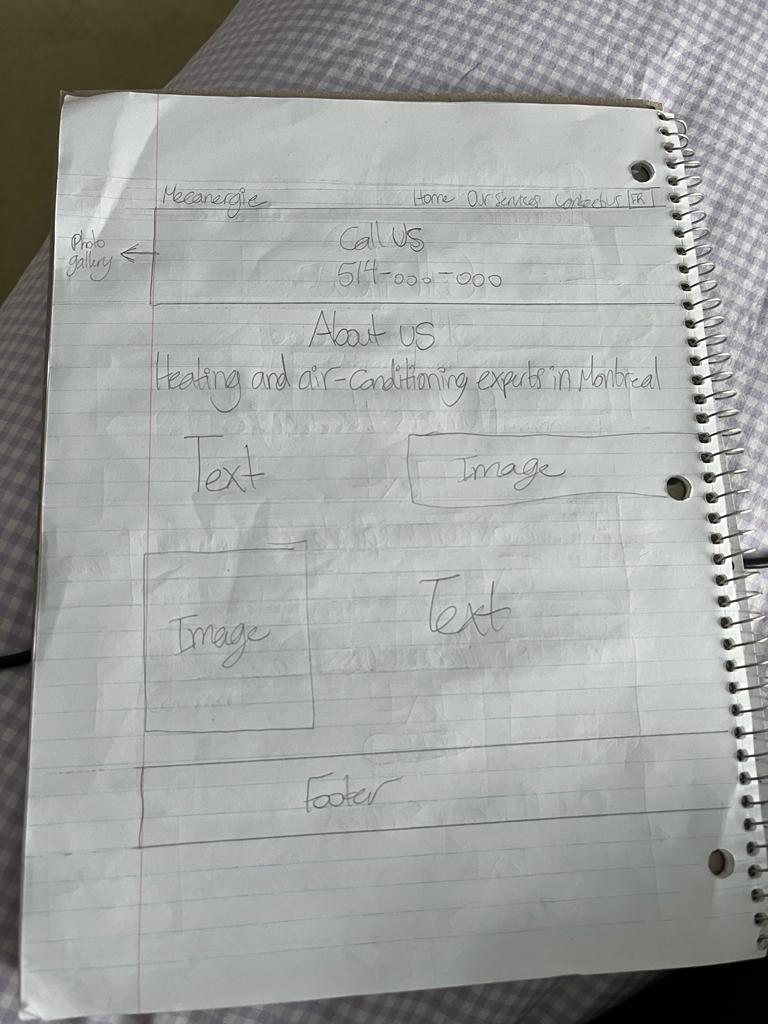 Mecanergie Home Our services Contact us FR
Photo gallery
Call US
514-000-000
About us
Heating and air-conditioning experts in Montreal
Text Image
Image Text
Footer